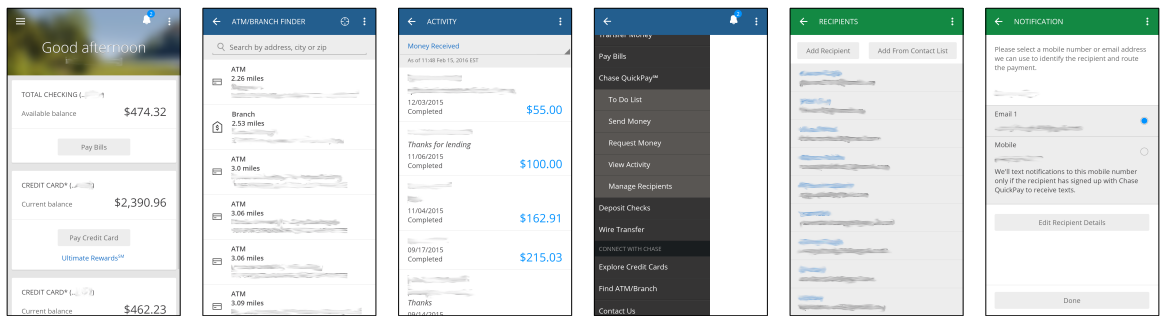 2
Good afternoon
TOTAL CHECKING (...
Available balance $474.32
Pay Bills
CREDIT CARD* (...
Current balance $2,390.96
Pay Credit Card
Ultimate Rewards℠
CREDIT CARD* (...
Current balance $462.23
ATM/BRANCH FINDER
Search by address, city or zip
ATM
2.26 miles
Branch
2.53 miles
ATM
3.0 miles
ATM
3.06 miles
ATM
3.06 miles
ATM
3.09 miles
ACTIVITY
Money Received
As of 11:48 Feb 15, 2016 EST
12/03/2015
Completed $55.00
Thanks for lending
11/06/2015
Completed $100.00
11/04/2015
Completed $162.91
09/17/2015
Completed $215.03
Thanks
09/14/2015
2
Transfer Money
Pay Bills
Chase QuickPay℠
To Do List
Send Money
Request Money
View Activity
Manage Recipients
Deposit Checks
Wire Transfer
CONNECT WITH CHASE
Explore Credit Cards
Find ATM/Branch
Contact Us
RECIPIENTS
Add Recipient Add From Contact List
NOTIFICATION
Please select a mobile number or email address
we can use to identify the recipient and route
the payment.
Email 1
Mobile
We'll text notifications to this mobile number
only if the recipient has signed up with Chase
QuickPay to receive texts.
Edit Recipient Details
Done